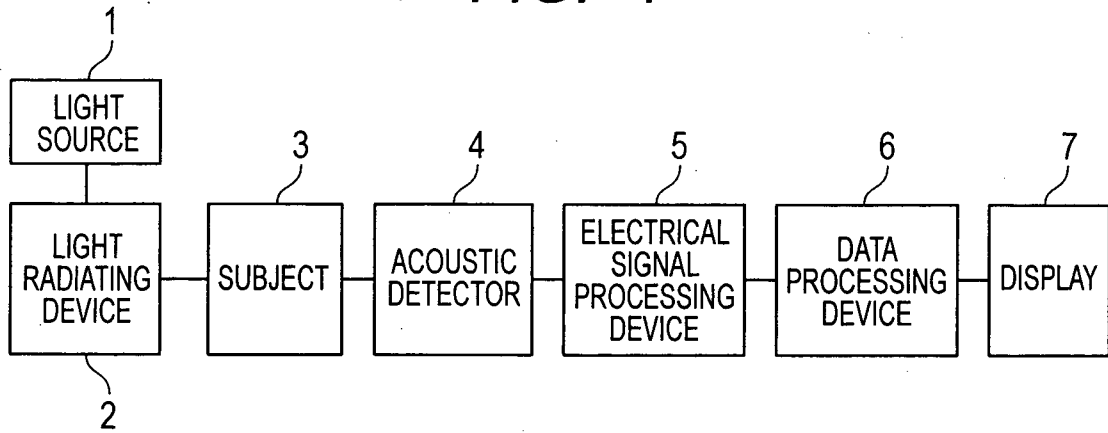 1
LIGHT
SOURCE
3
4
5
6
7
LIGHT
RADIATING
DEVICE
SUBJECT
ACOUSTIC
DETECTOR
ELECTRICAL
SIGNAL
PROCESSING
DEVICE
DATA
PROCESSING
DEVICE
DISPLAY
2